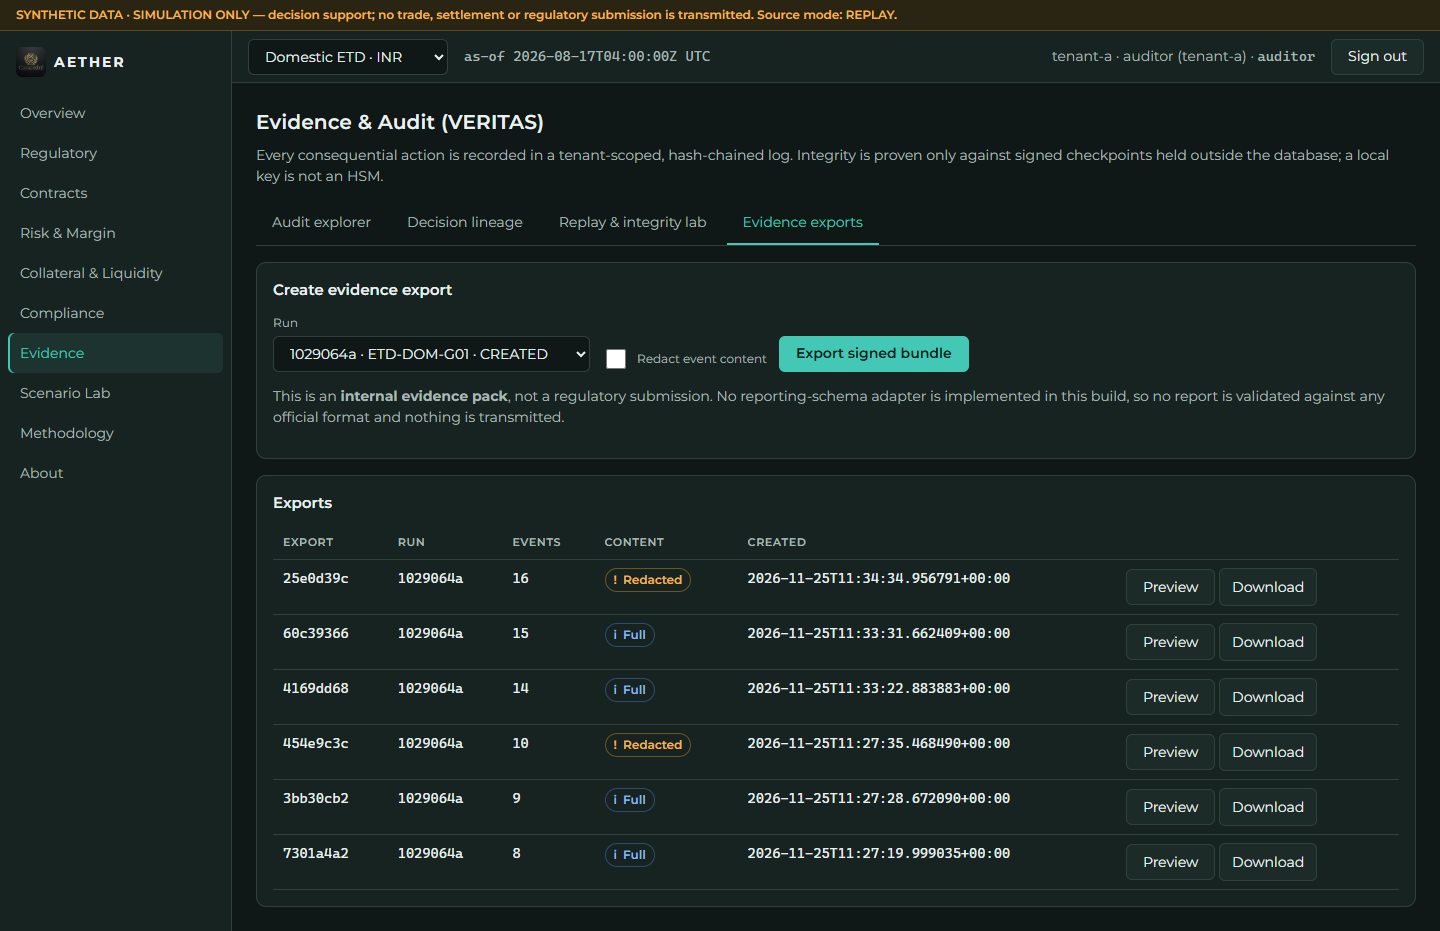 SYNTHETIC DATA · SIMULATION ONLY — decision support; no trade, settlement or regulatory submission is transmitted. Source mode: REPLAY.
AETHER
Domestic ETD · INR
as-of 2026-08-17T04:00:00Z UTC
tenant-a · auditor (tenant-a) · auditor
Sign out
Overview
Regulatory
Contracts
Risk & Margin
Collateral & Liquidity
Compliance
Evidence
Scenario Lab
Methodology
About
Evidence & Audit (VERITAS)
Every consequential action is recorded in a tenant-scoped, hash-chained log. Integrity is proven only against signed checkpoints held outside the database; a local
key is not an HSM.
Audit explorer Decision lineage Replay & integrity lab Evidence exports
Create evidence export
Run
1029064a · ETD-DOM-G01 · CREATED
Redact event content
Export signed bundle
This is an internal evidence pack, not a regulatory submission. No reporting-schema adapter is implemented in this build, so no report is validated against any
official format and nothing is transmitted.
Exports
EXPORT RUN EVENTS CONTENT CREATED
25e0d39c 1029064a 16 ! Redacted 2026-11-25T11:34:34.956791+00:00 Preview Download
60c39366 1029064a 15 i Full 2026-11-25T11:33:31.662409+00:00 Preview Download
4169dd68 1029064a 14 i Full 2026-11-25T11:33:22.883883+00:00 Preview Download
454e9c3c 1029064a 10 ! Redacted 2026-11-25T11:27:35.468490+00:00 Preview Download
3bb30cb2 1029064a 9 i Full 2026-11-25T11:27:28.672090+00:00 Preview Download
7301a4a2 1029064a 8 i Full 2026-11-25T11:27:19.999035+00:00 Preview Download